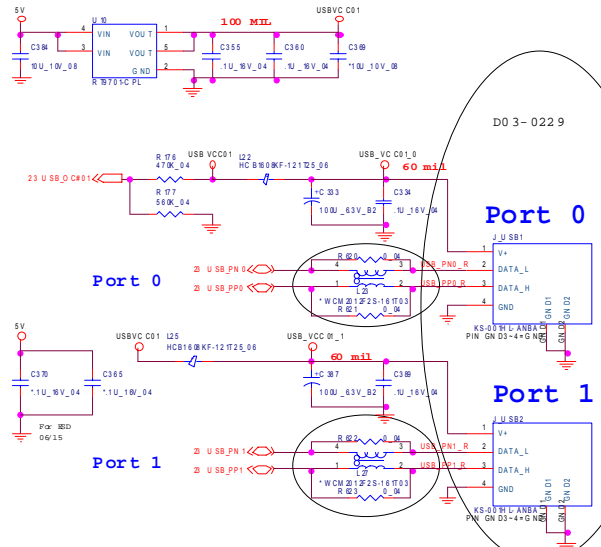 5V
U10
100 MIL
USBVCC01
4
VIN
VOUT
1
3
VIN
VOUT
5
GND
2
RT9701-CPL
C384
10U_10V_08
C355
.1U_16V_04
C360
.1U_16V_04
C369
*10U_10V_08
D03-0229
USBVCC01
L22
HCB1608KF-121T25_06
USB_VCC01_0
60 mil
R176
470K_04
23 USB_OC#01
R177
560K_04
+C333
100U_6.3V_B2
C334
.1U_16V_04
Port 0
J_USB1
1
V+
2
DATA_L
3
DATA_H
4
GND
GND1
GND2
KS-001HL-ANBA
PIN GND3~4=GND
Port 0
23 USB_PN0
23 USB_PP0
R620
0_04
4
3
1
2
L23
*WCM2012F2S-161T03
R621
0_04
USB_PN0_R
USB_PP0_R
5V
C370
*.1U_16V_04
C365
*.1U_16V_04
For ESD
06/15
USBVCC01
L25
HCB1608KF-121T25_06
USB_VCC01_1
60 mil
+C387
100U_6.3V_B2
C389
.1U_16V_04
Port 1
J_USB2
1
V+
2
DATA_L
3
DATA_H
4
GND
GND1
GND2
KS-001HL-ANBA
PIN GND3~4=GND
Port 1
23 USB_PN1
23 USB_PP1
R622
0_04
4
3
1
2
L27
*WCM2012F2S-161T03
R623
0_04
USB_PN1_R
USB_PP1_R